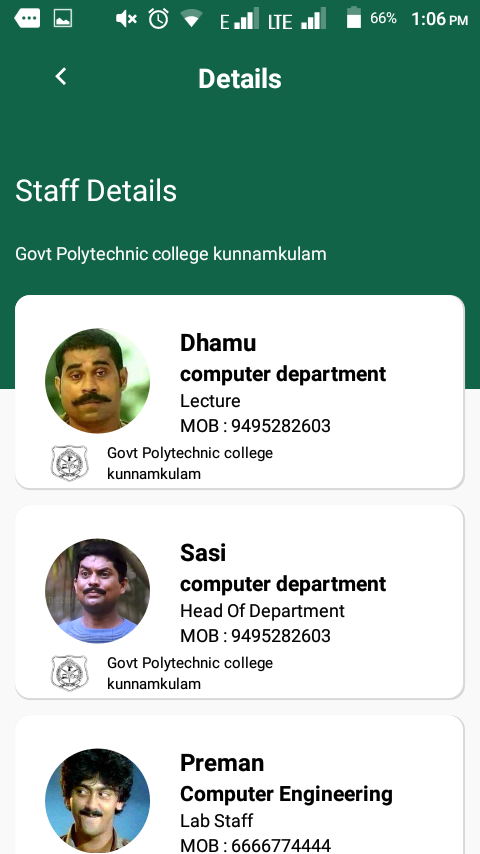 E LTE 66% 1:06 PM
Details
Staff Details
Govt Polytechnic college kunnamkulam
Dhamu
computer department
Lecture
MOB : 9495282603
Govt Polytechnic college
kunnamkulam
Sasi
computer department
Head Of Department
MOB : 9495282603
Govt Polytechnic college
kunnamkulam
Preman
Computer Engineering
Lab Staff
MOB : 6666774444